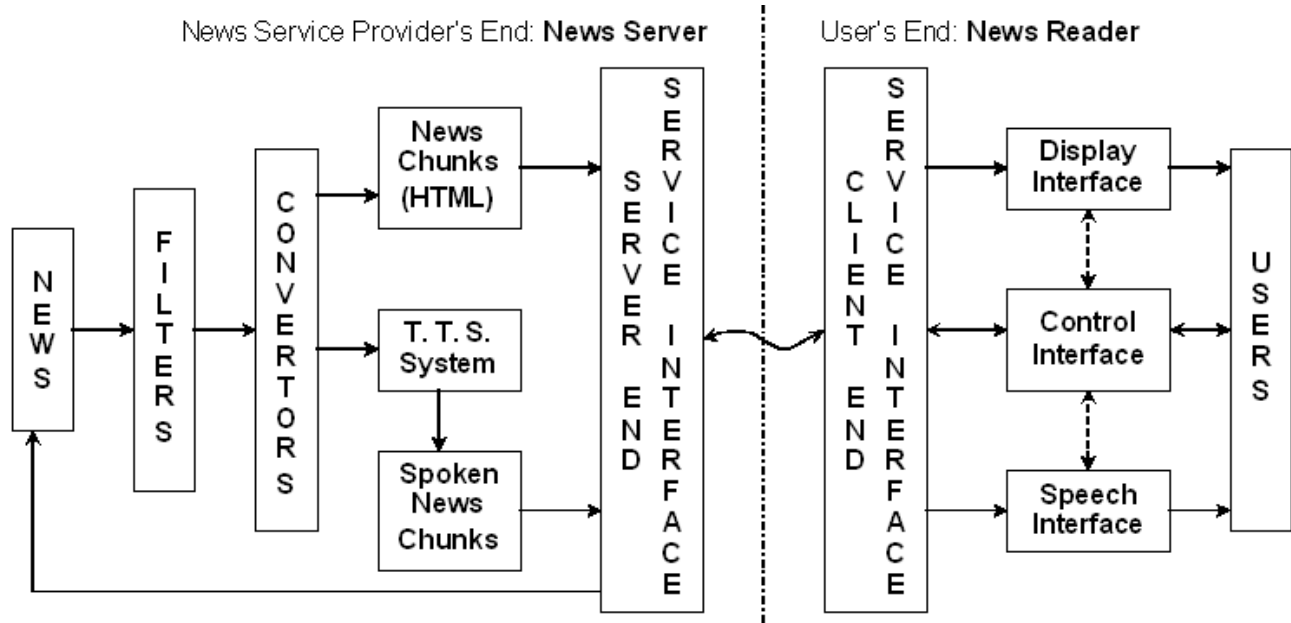 News Service Provider's End: News Server
User's End: News Reader
NEWS
FILTERS
CONVERTORS
News
Chunks
(HTML)
T. T. S.
System
Spoken
News
Chunks
SERVER END
SERVICE INTERFACE
CLIENT END
SERVICE INTERFACE
Display
Interface
Control
Interface
Speech
Interface
USERS